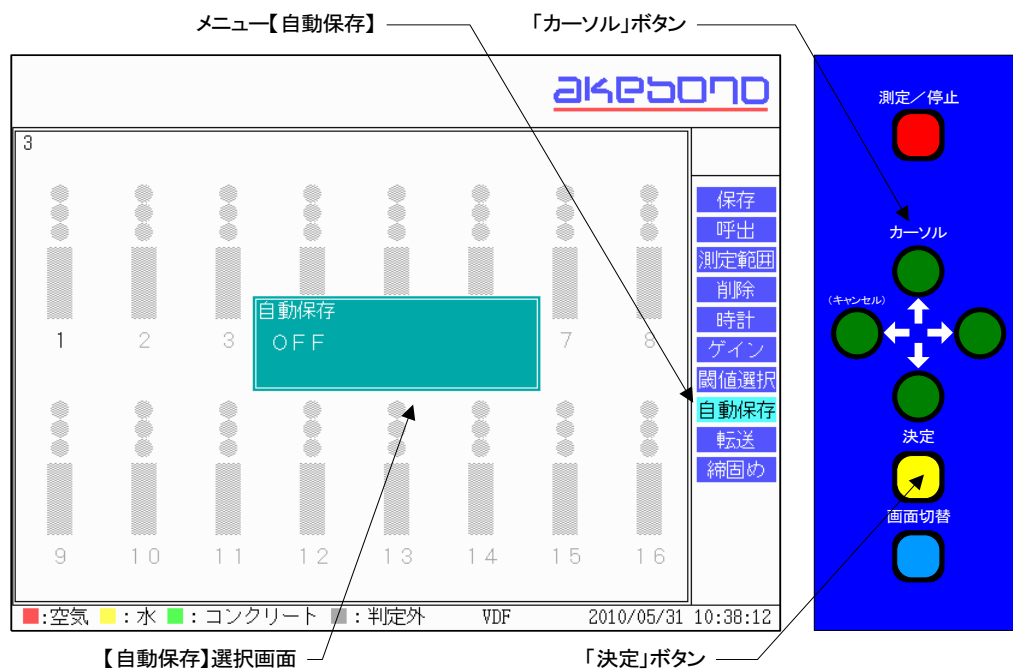 メニュー【自動保存】
「カーソル」ボタン
akebono
3
1 2 3 7 8
自動保存
OFF
9 10 11 12 13 14 15 16
保存
呼出
測定範囲
削除
時計
ゲイン
閾値選択
自動保存
転送
締固め
:空気 :水 :コンクリート :判定外 VDF 2010/05/31 10:38:12
測定／停止
カーソル
(キャンセル)
決定
画面切替
【自動保存】選択画面
「決定」ボタン